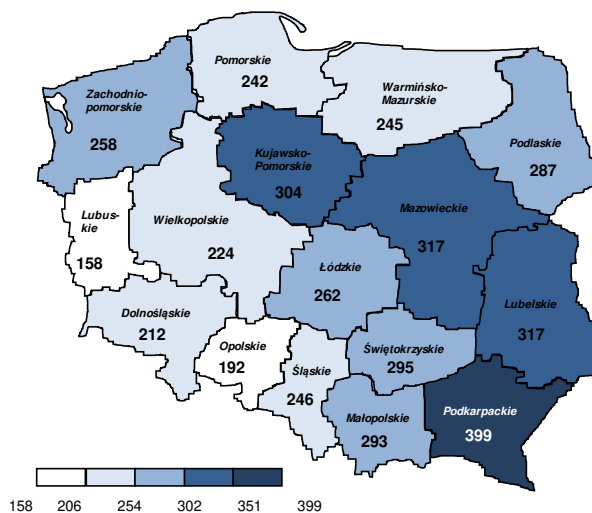 Pomorskie
242
Warmińsko-
Mazurskie
245
Zachodnio-
pomorskie
258
Podlaskie
287
Kujawsko-
Pomorskie
304
Mazowieckie
317
Lubus-
kie
158
Wielkopolskie
224
Łódzkie
262
Lubelskie
317
Dolnośląskie
212
Opolskie
192
Świętokrzyskie
295
Śląskie
246
Małopolskie
293
Podkarpackie
399
158 206 254 302 351 399